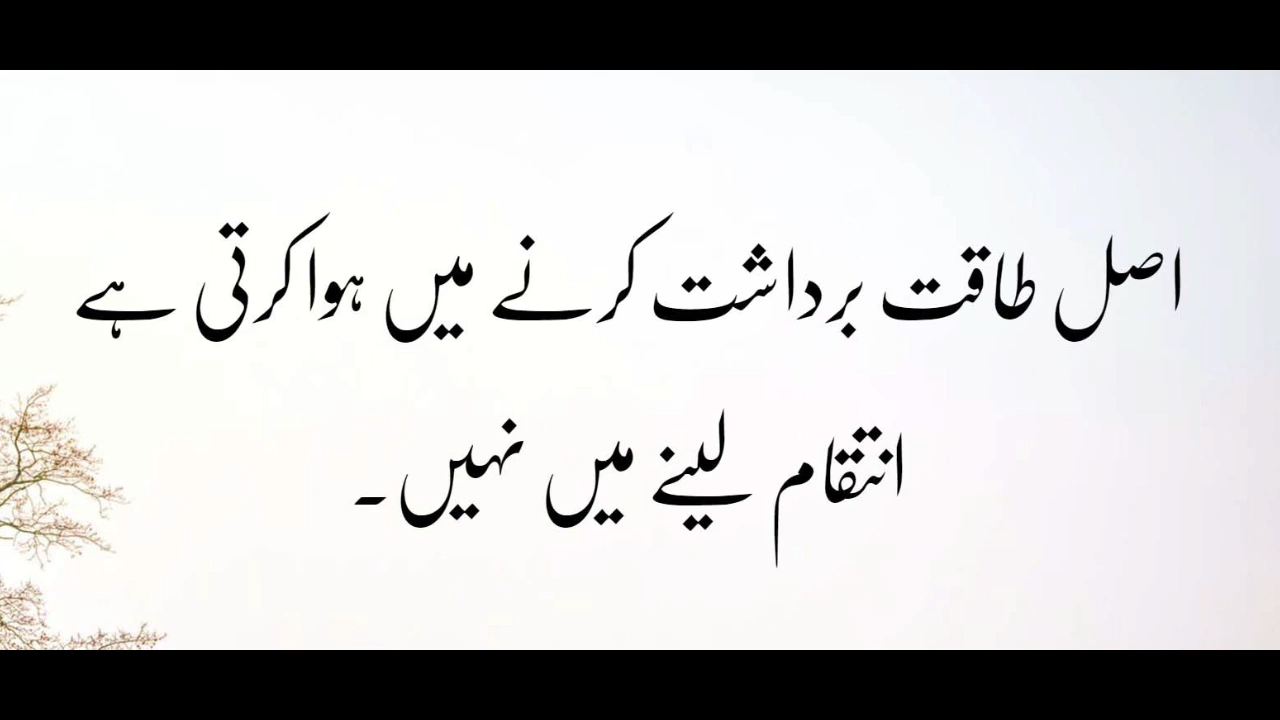 اصل طاقت برداشت کرنے میں ہوا کرتی ہے
انتقام لینے میں نہیں۔